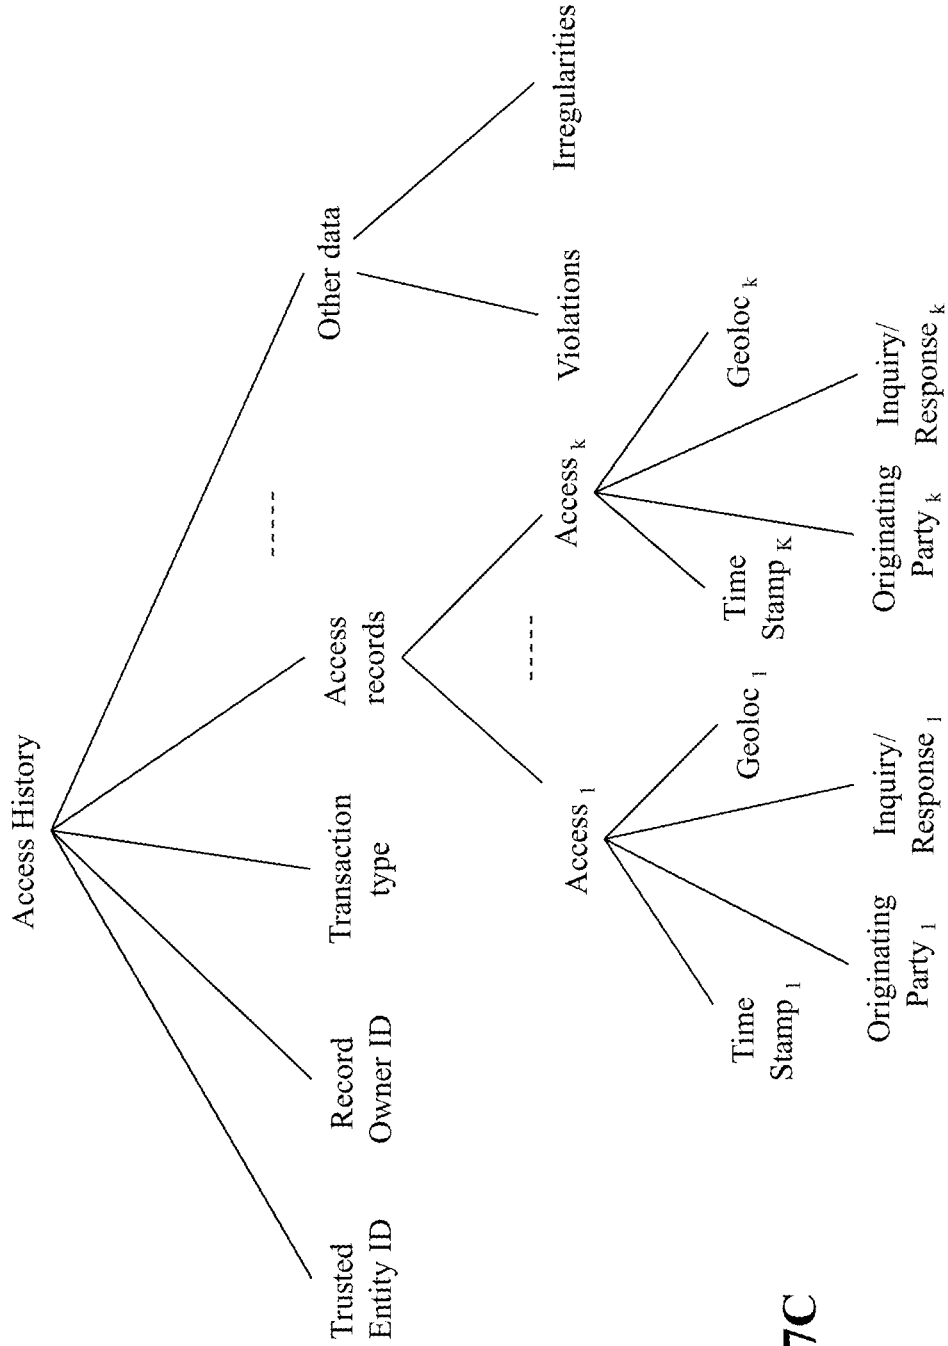 Access History
Trusted
Entity ID
Record
Owner ID
Transaction
type
Access
records
-----
Other data
Access 1
-----
Access k
Violations
Irregularities
Time
Stamp 1
Originating
Party 1
Inquiry/
Response 1
Geoloc 1
Time
Stamp K
Originating
Party k
Inquiry/
Response k
Geoloc k
7C